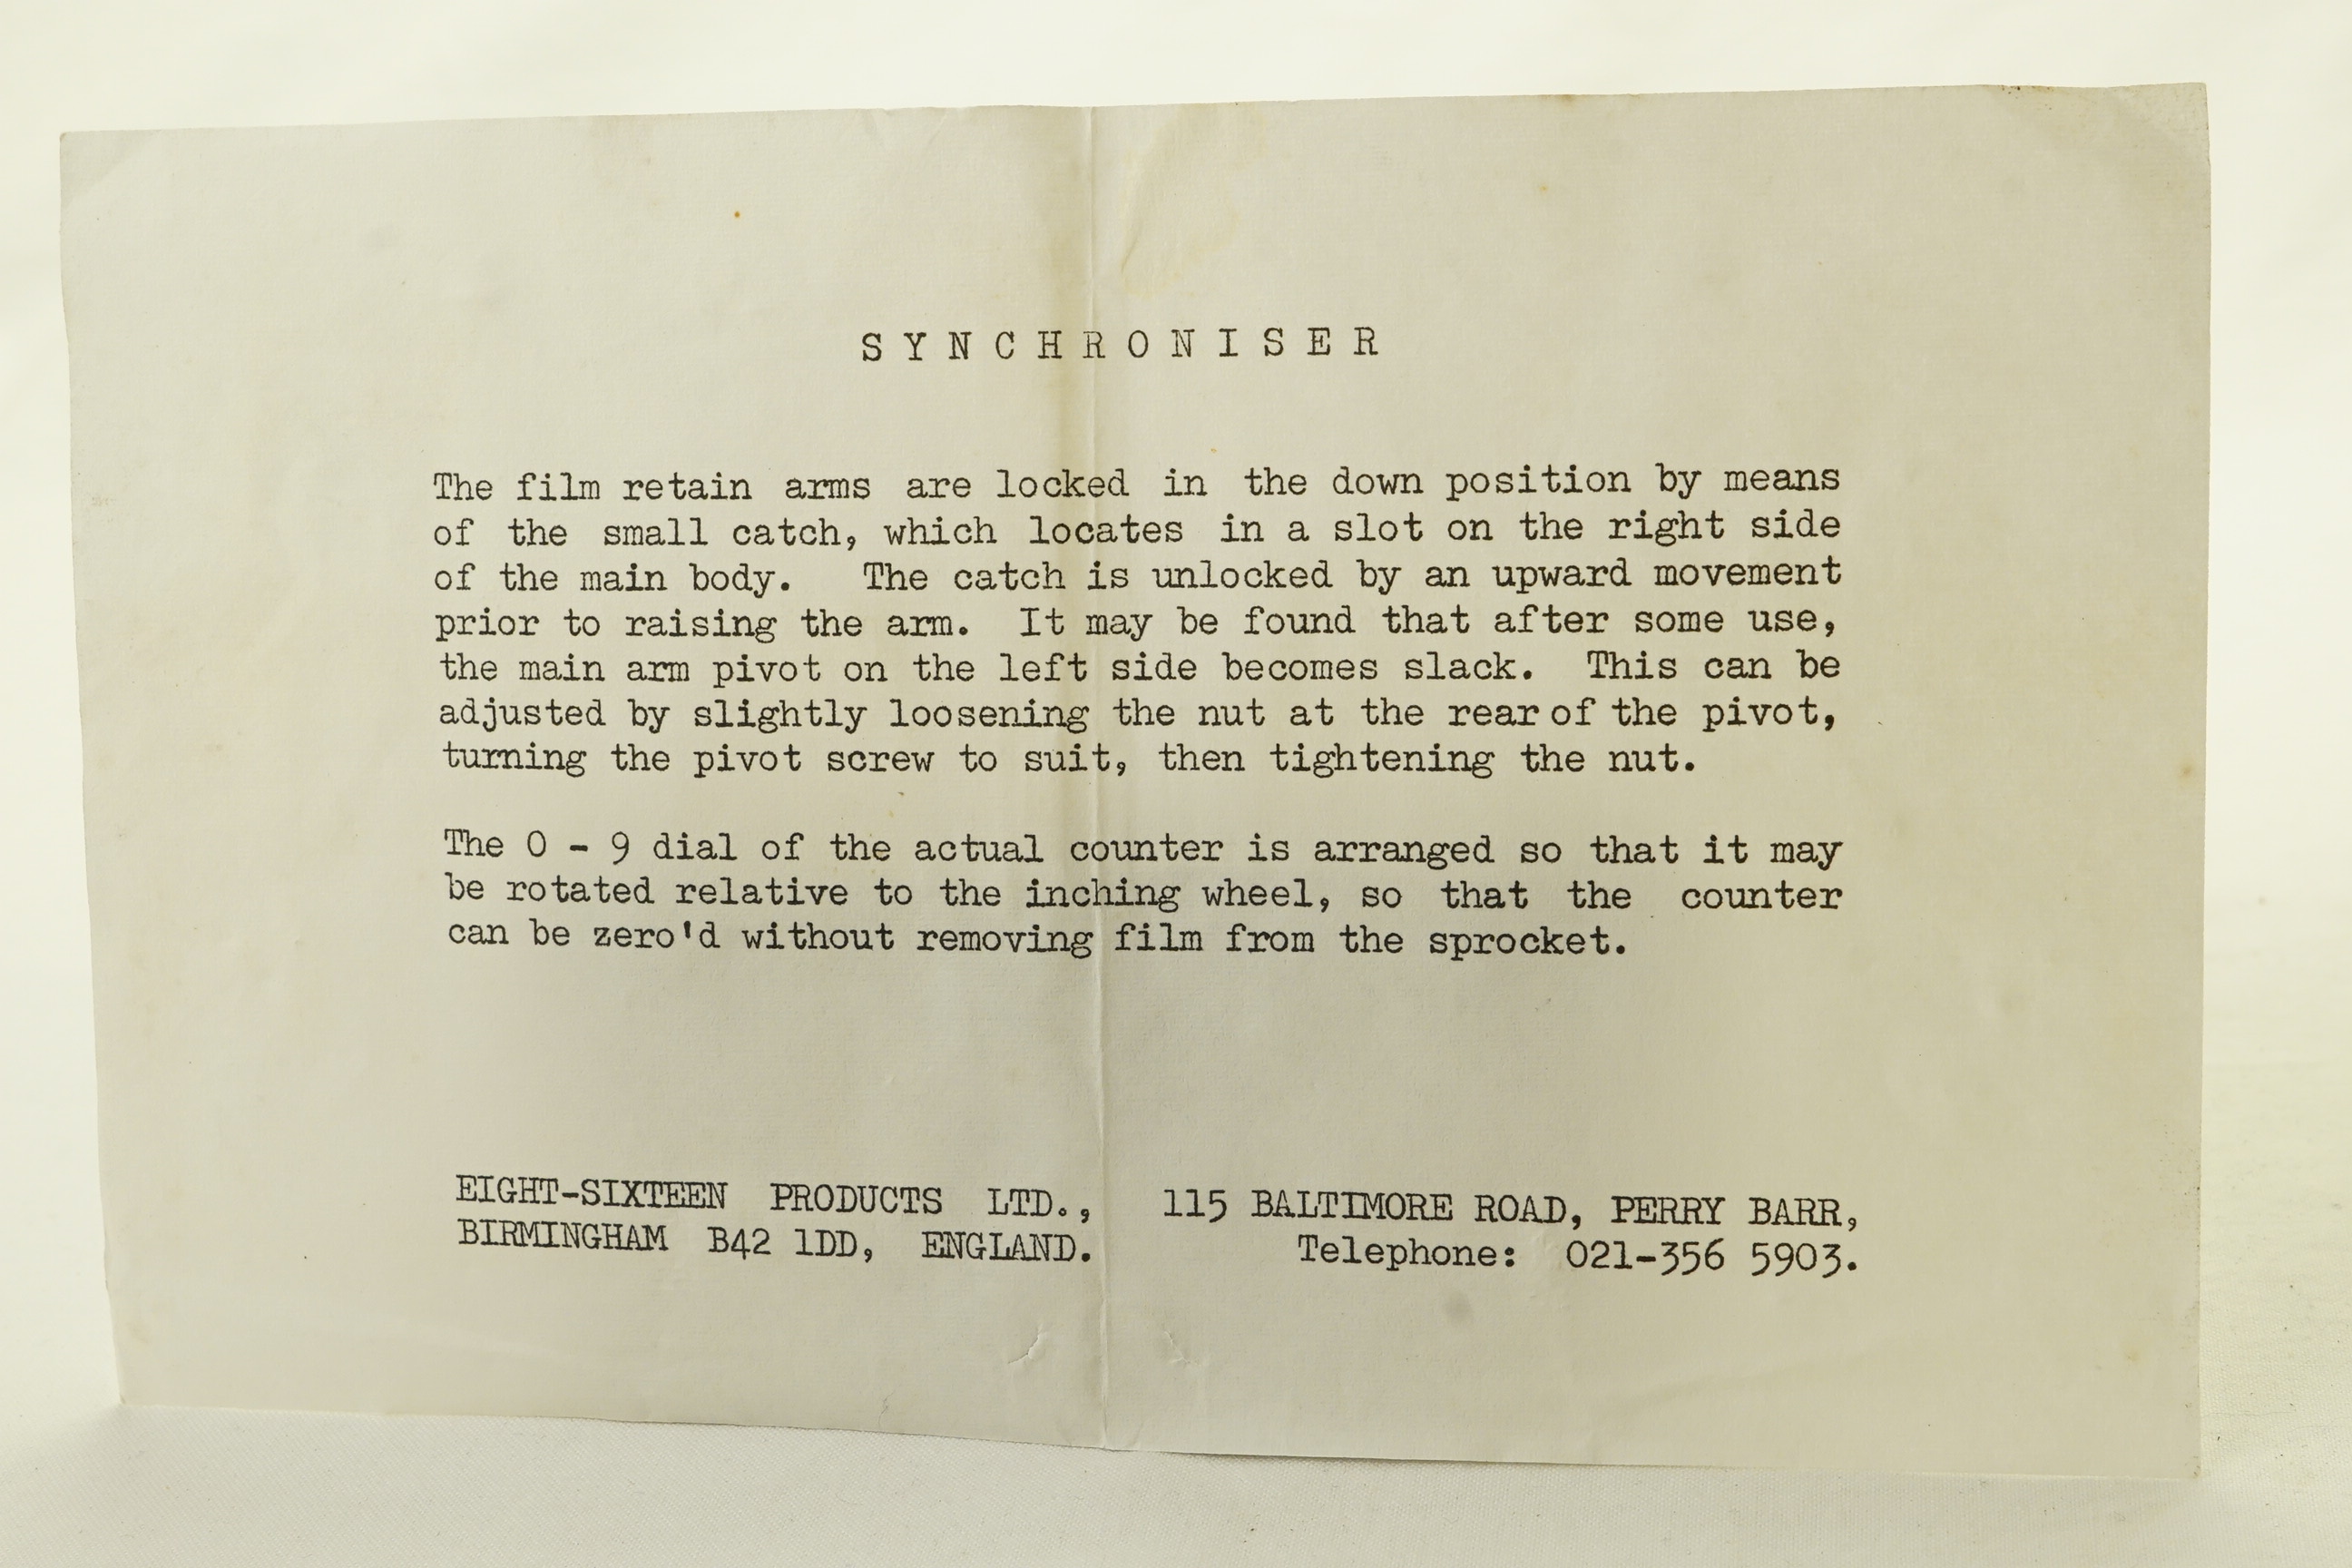 S Y N C H R O N I S E R
The film retain arms are locked in the down position by means
of the small catch, which locates in a slot on the right side
of the main body. The catch is unlocked by an upward movement
prior to raising the arm. It may be found that after some use,
the main arm pivot on the left side becomes slack. This can be
adjusted by slightly loosening the nut at the rear of the pivot,
turning the pivot screw to suit, then tightening the nut.
The 0 - 9 dial of the actual counter is arranged so that it may
be rotated relative to the inching wheel, so that the counter
can be zero'd without removing film from the sprocket.
EIGHT-SIXTEEN PRODUCTS LTD., 115 BALTIMORE ROAD, PERRY BARR,
BIRMINGHAM B42 1DD, ENGLAND. Telephone: 021-356 5903.